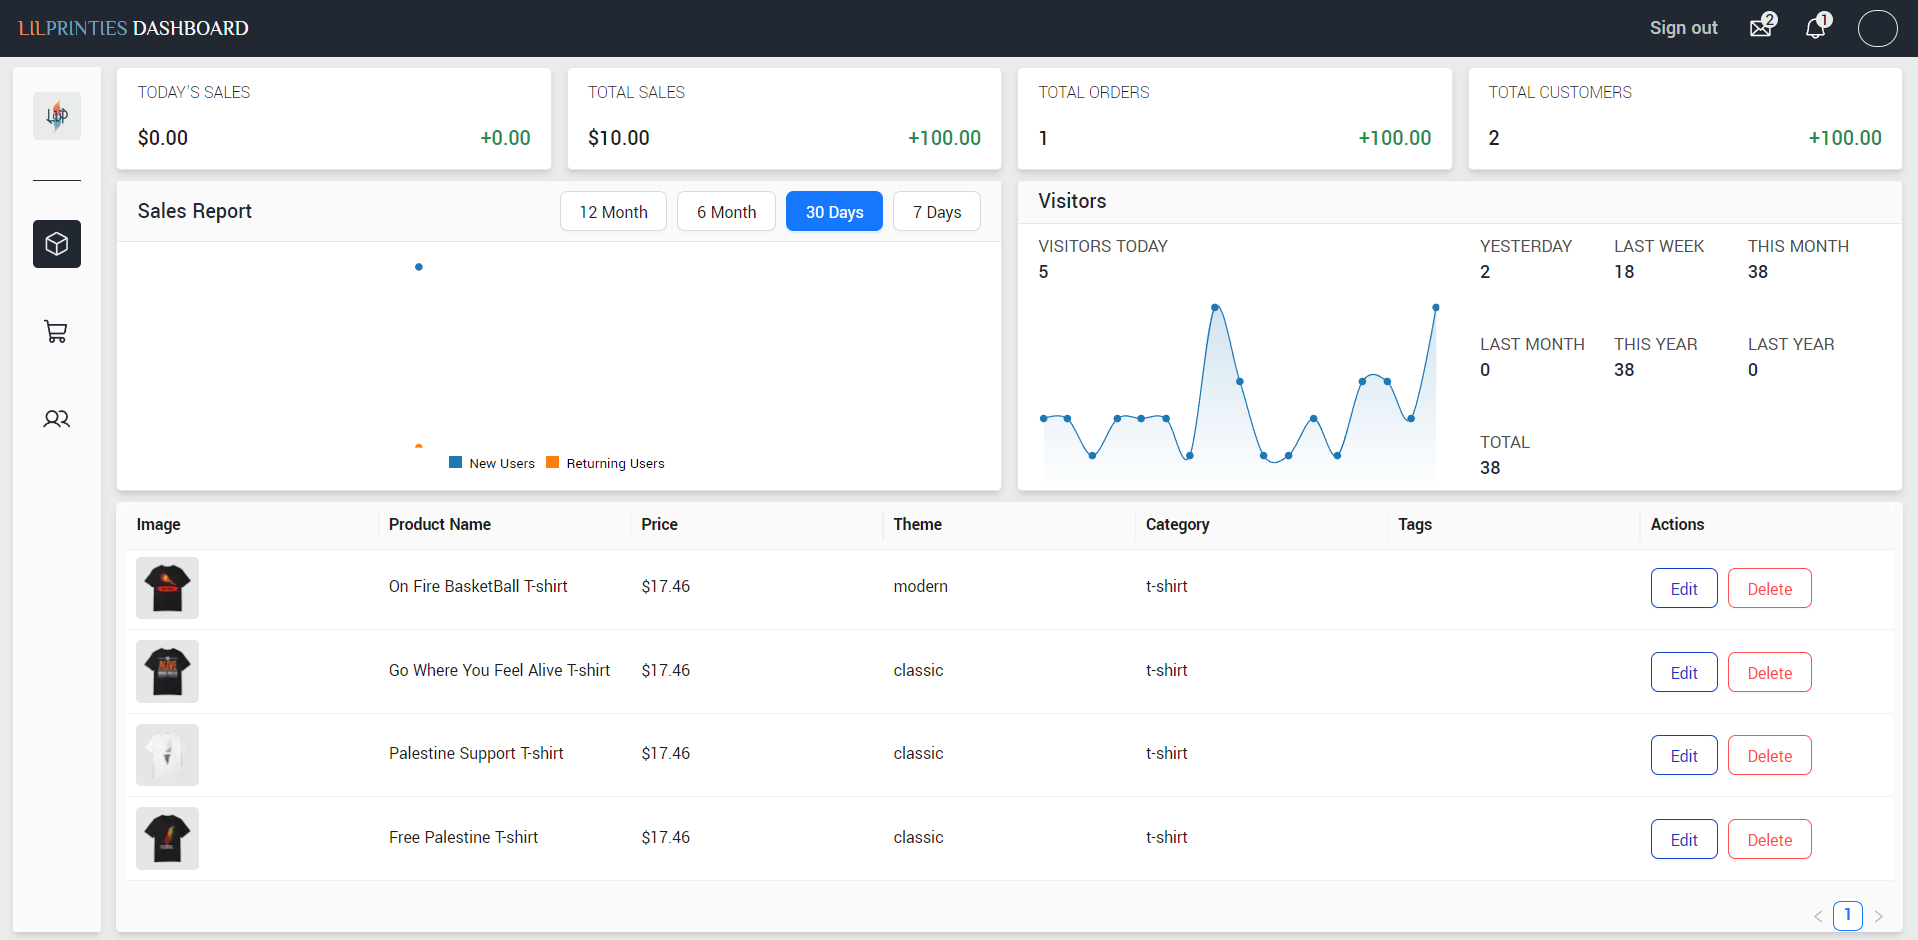 LILPRINTIES DASHBOARD
Sign out
2
1
TODAY'S SALES
$0.00
+0.00
TOTAL SALES
$10.00
+100.00
TOTAL ORDERS
1
+100.00
TOTAL CUSTOMERS
2
+100.00
Sales Report
12 Month
6 Month
30 Days
7 Days
New Users
Returning Users
Visitors
VISITORS TODAY
5
YESTERDAY
2
LAST WEEK
18
THIS MONTH
38
LAST MONTH
0
THIS YEAR
38
LAST YEAR
0
TOTAL
38
Image Product Name Price Theme Category Tags Actions
On Fire BasketBall T-shirt $17.46 modern t-shirt Edit Delete
ALIVE
Go Where You Feel Alive T-shirt $17.46 classic t-shirt Edit Delete
Palestine Support T-shirt $17.46 classic t-shirt Edit Delete
Free Palestine T-shirt $17.46 classic t-shirt Edit Delete
< 1 >